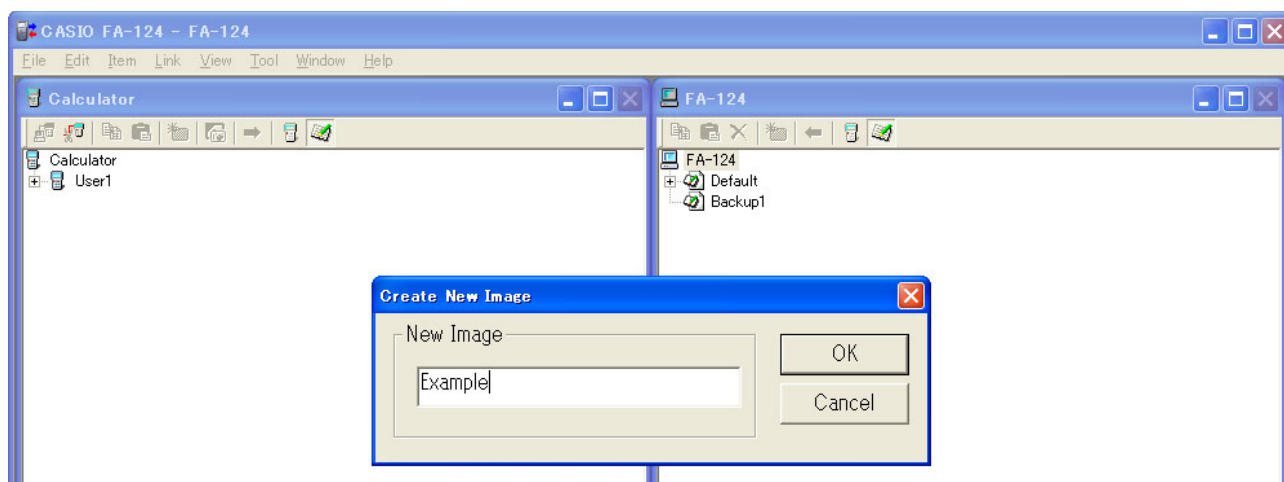 CASIO FA-124 - FA-124
File Edit Item Link View Tool Window Help
Calculator
Calculator
User1
FA-124
FA-124
Default
Backup1
Create New Image
New Image
Example
OK
Cancel